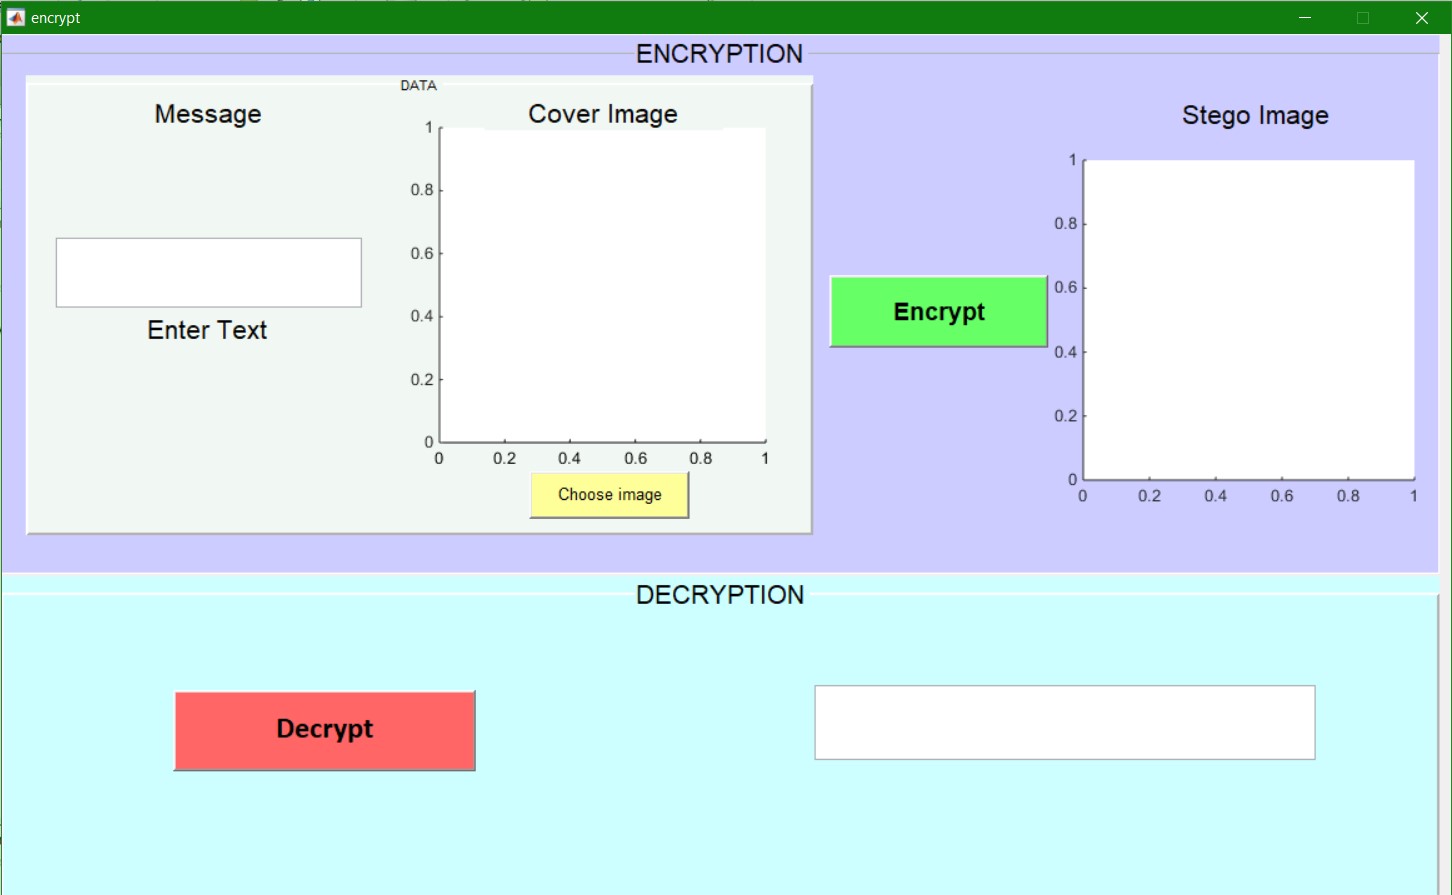 encrypt
ENCRYPTION
DATA
Message
Cover Image
Stego Image
1
0.8
0.6
0.4
0.2
0
0 0.2 0.4 0.6 0.8 1
Enter Text
Choose image
Encrypt
1
0.8
0.6
0.4
0.2
0
0 0.2 0.4 0.6 0.8 1
DECRYPTION
Decrypt